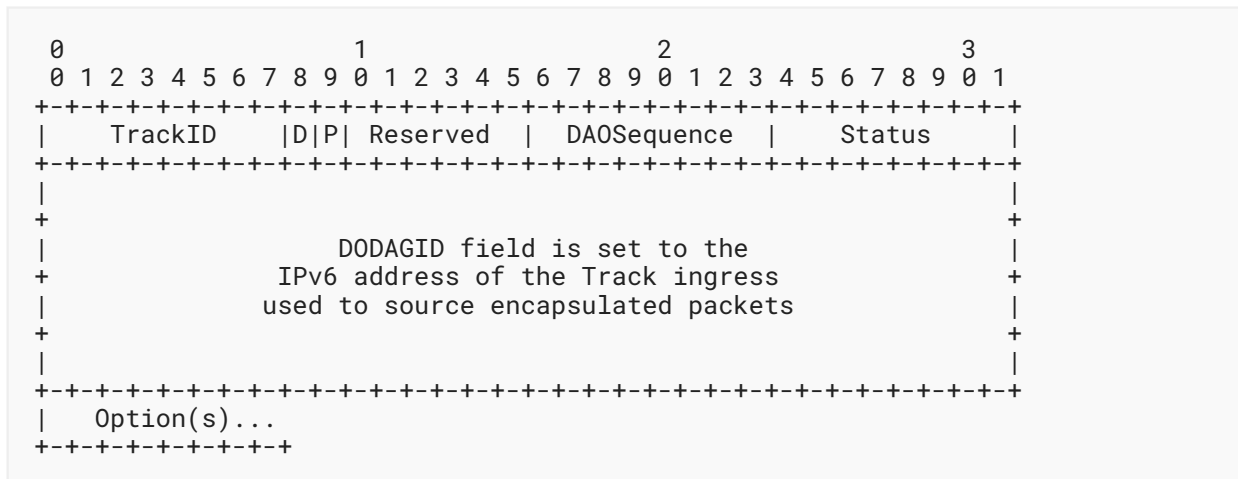 0                   1                   2                   3
 0 1 2 3 4 5 6 7 8 9 0 1 2 3 4 5 6 7 8 9 0 1 2 3 4 5 6 7 8 9 0 1
+-+-+-+-+-+-+-+-+-+-+-+-+-+-+-+-+-+-+-+-+-+-+-+-+-+-+-+-+-+-+-+-+
|    TrackID    |D|P| Reserved  |  DAOSequence  |    Status     |
+-+-+-+-+-+-+-+-+-+-+-+-+-+-+-+-+-+-+-+-+-+-+-+-+-+-+-+-+-+-+-+-+
|                                                               |
+                                                               +
|                   DODAGID field is set to the                 |
+               IPv6 address of the Track ingress               +
|              used to source encapsulated packets              |
+                                                               +
|                                                               |
+-+-+-+-+-+-+-+-+-+-+-+-+-+-+-+-+-+-+-+-+-+-+-+-+-+-+-+-+-+-+-+-+
|   Option(s)...
+-+-+-+-+-+-+-+-+